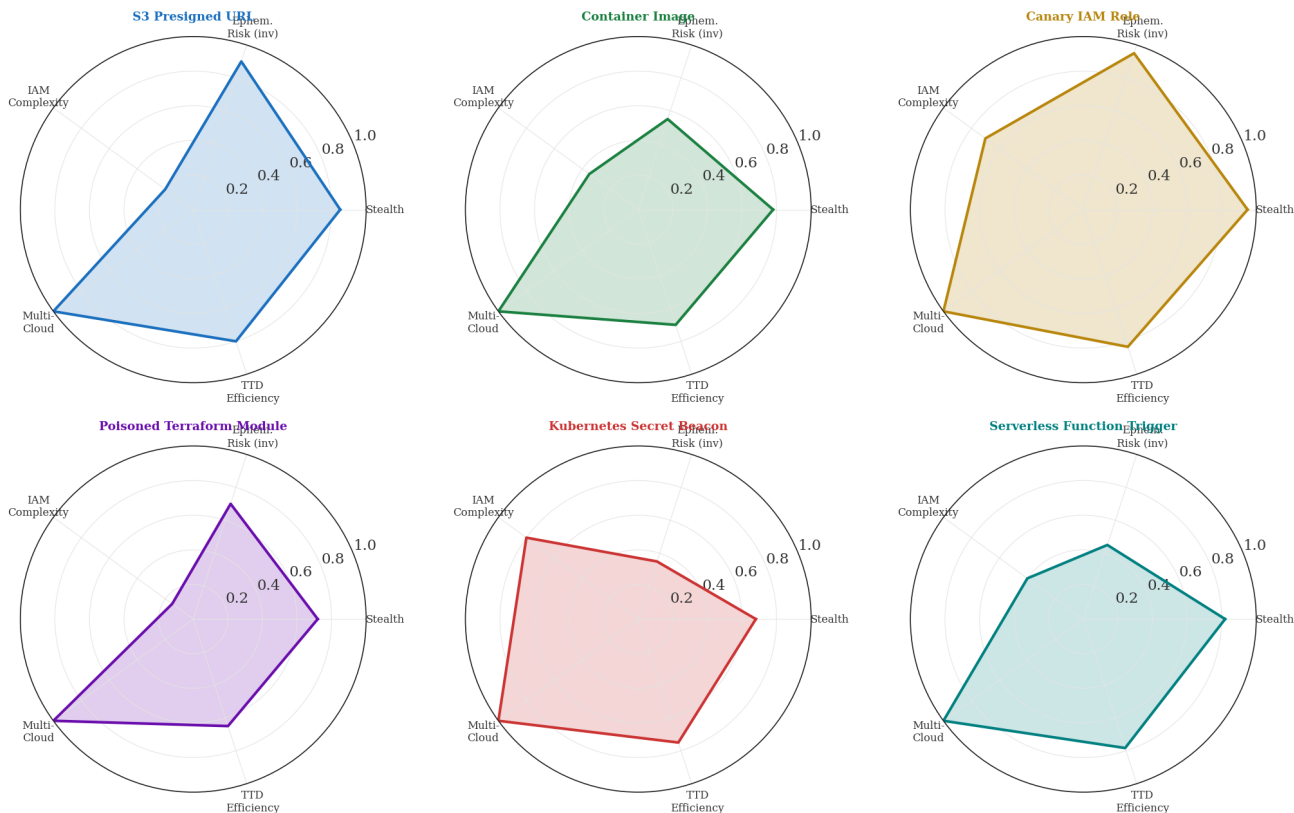 S3 Presigned URL
Ephem.
Risk (inv)
IAM
Complexity
1.0
0.8
0.6
0.4
0.2
Stealth
Multi-
Cloud
TTD
Efficiency
Container Image
Ephem.
Risk (inv)
IAM
Complexity
1.0
0.8
0.6
0.4
0.2
Stealth
Multi-
Cloud
TTD
Efficiency
Canary IAM Role
Ephem.
Risk (inv)
IAM
Complexity
1.0
0.8
0.6
0.4
0.2
Stealth
Multi-
Cloud
TTD
Efficiency
Poisoned Terraform Module
Ephem.
Risk (inv)
IAM
Complexity
1.0
0.8
0.6
0.4
0.2
Stealth
Multi-
Cloud
TTD
Efficiency
Kubernetes Secret Beacon
Ephem.
Risk (inv)
IAM
Complexity
1.0
0.8
0.6
0.4
0.2
Stealth
Multi-
Cloud
TTD
Efficiency
Serverless Function Trigger
Ephem.
Risk (inv)
IAM
Complexity
1.0
0.8
0.6
0.4
0.2
Stealth
Multi-
Cloud
TTD
Efficiency